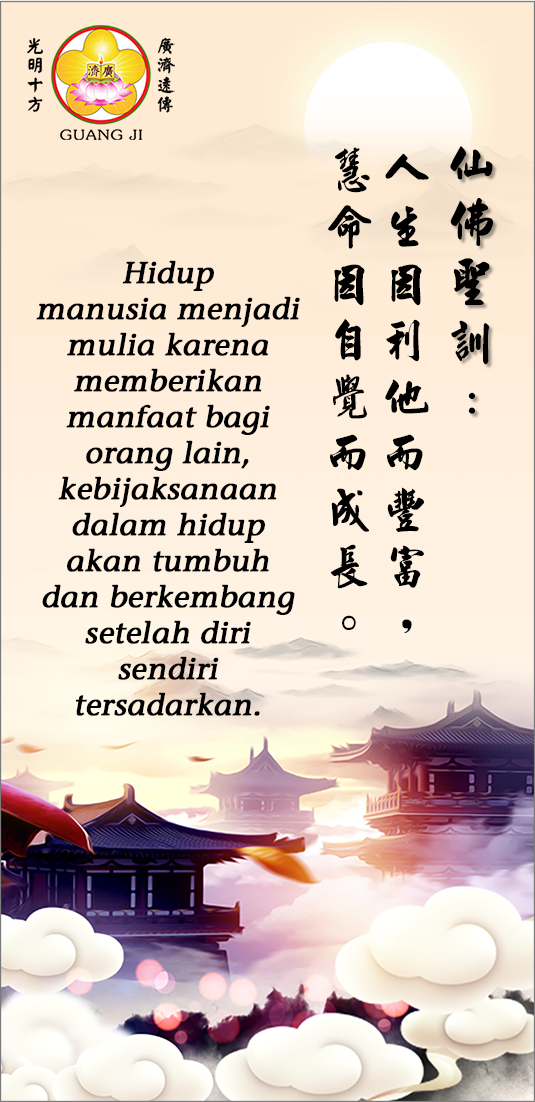 光明十方
廣濟
廣濟遠傳
GUANG JI
仙佛聖訓：
人生因利他而豐富，
慧命因自覺而成長。
Hidup
manusia menjadi
mulia karena
memberikan
manfaat bagi
orang lain,
kebijaksanaan
dalam hidup
akan tumbuh
dan berkembang
setelah diri
sendiri
tersadarkan.